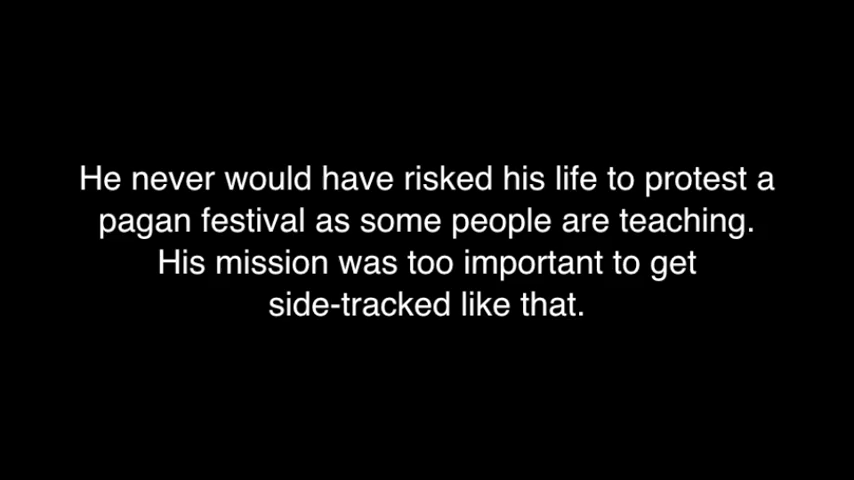 He never would have risked his life to protest a
pagan festival as some people are teaching.
His mission was too important to get
side-tracked like that.